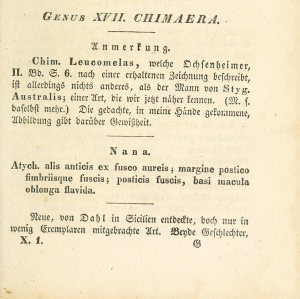 GENUS XVII. CHIMAERA.
Anmerkung.
Chim. Leucomelas, welche Ochsenheimer,
II. Bd. S. 6. nach einer erhaltenen Zeichnung beschreibt,
ist allerdings nichts anderes, als der Mann von Styg.
Australis; einer Art, die wir jetzt näher kennen. (M. s.
daselbst mehr.) Die gedachte, in meine Hände gekommene,
Abbildung gibt darüber Gewißheit.
Nana.
Atych. alis anticis ex fusco aureis; margine postico
fimbriisque fuscis; posticis fuscis, basi macula
oblonga flavida.
Neue, von Dahl in Sicilien entdeckte, doch nur in
wenig Exemplaren mitgebrachte Art. Beyde Geschlechter,
X. 1.
G